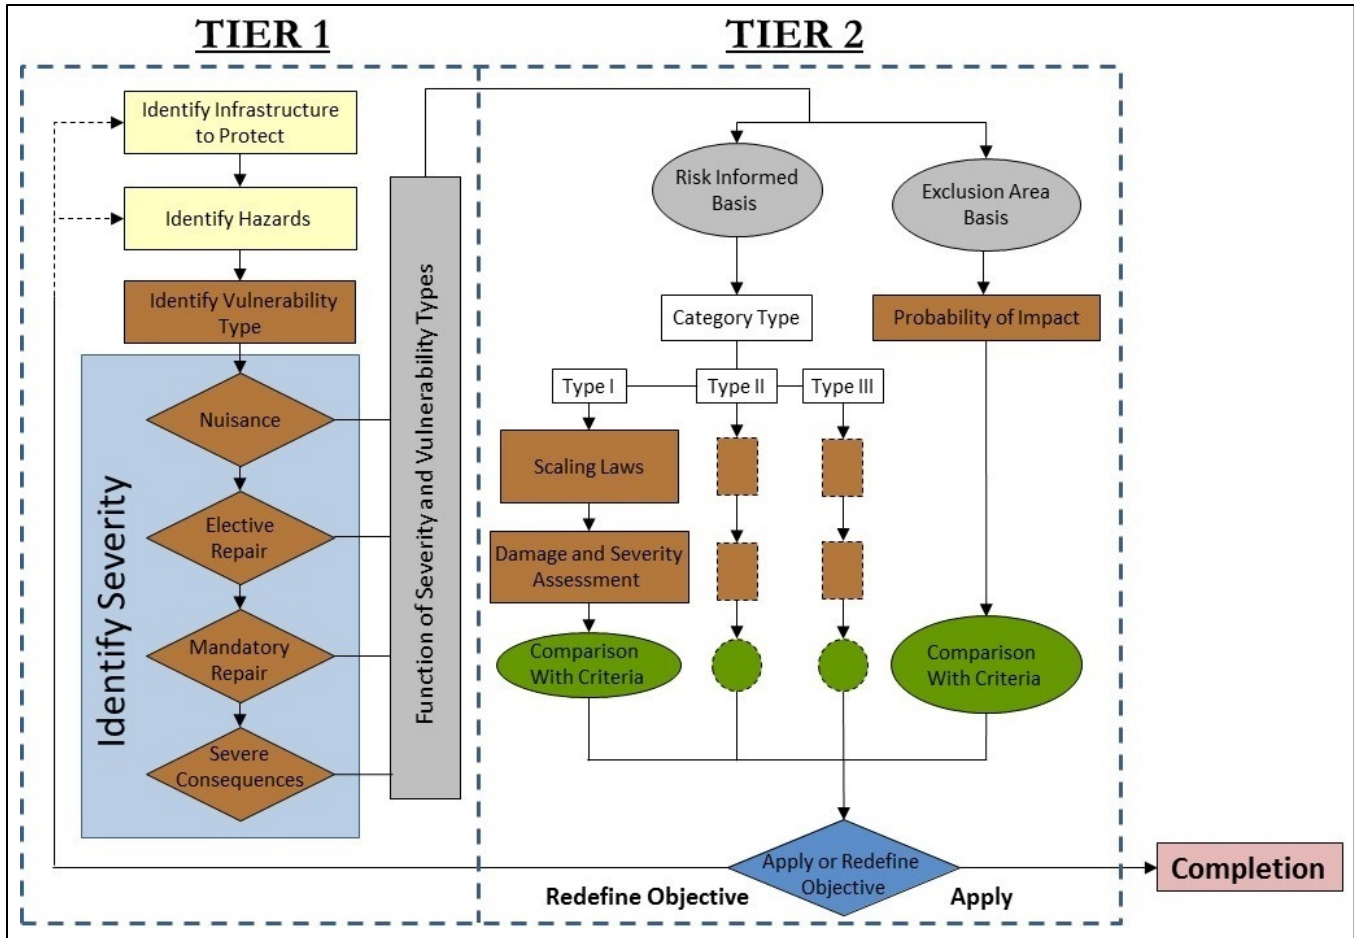 TIER 1
TIER 2
Identify Infrastructure
to Protect
Identify Hazards
Identify Vulnerability
Type
Identify Severity
Nuisance
Elective
Repair
Mandatory
Repair
Severe
Consequences
Function of Severity and Vulnerability Types
Risk Informed
Basis
Exclusion Area
Basis
Category Type
Probability of Impact
Type I
Type II
Type III
Scaling Laws
Damage and Severity
Assessment
Comparison
With Criteria
Comparison
With Criteria
Apply or Redefine
Objective
Redefine Objective
Apply
Completion